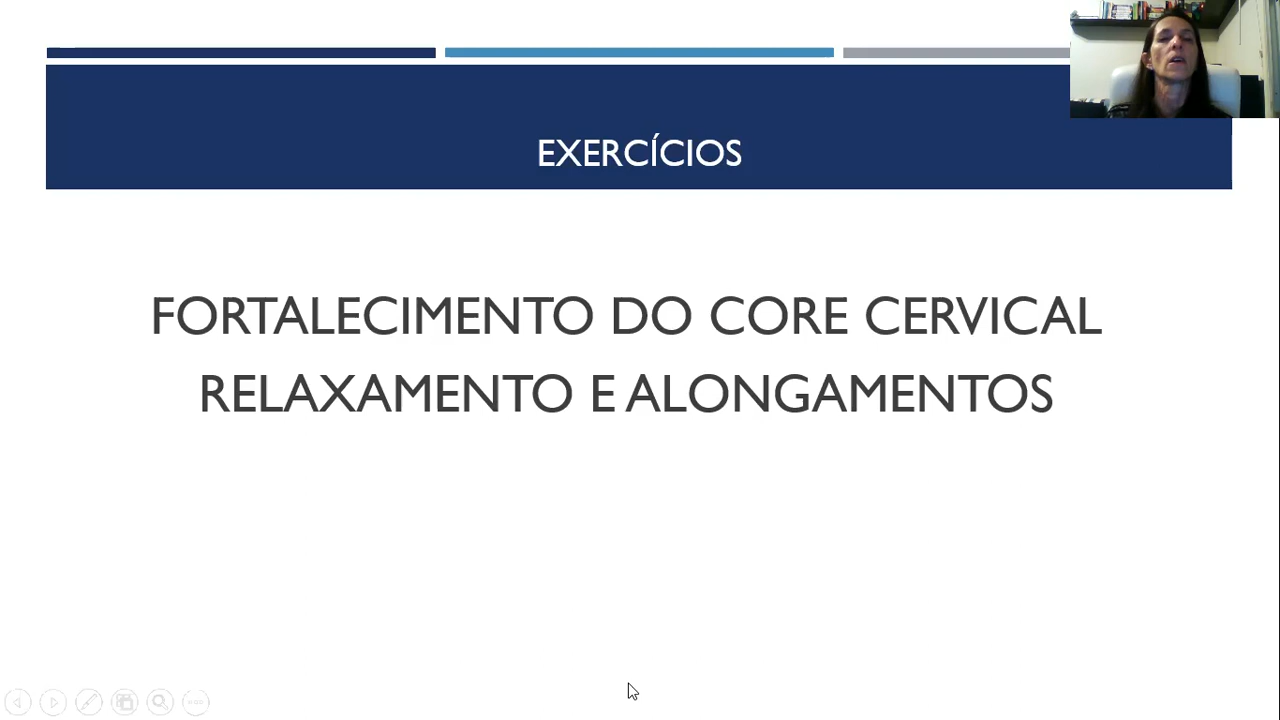 EXERCÍCIOS
FORTALECIMENTO DO CORE CERVICAL
RELAXAMENTO E ALONGAMENTOS